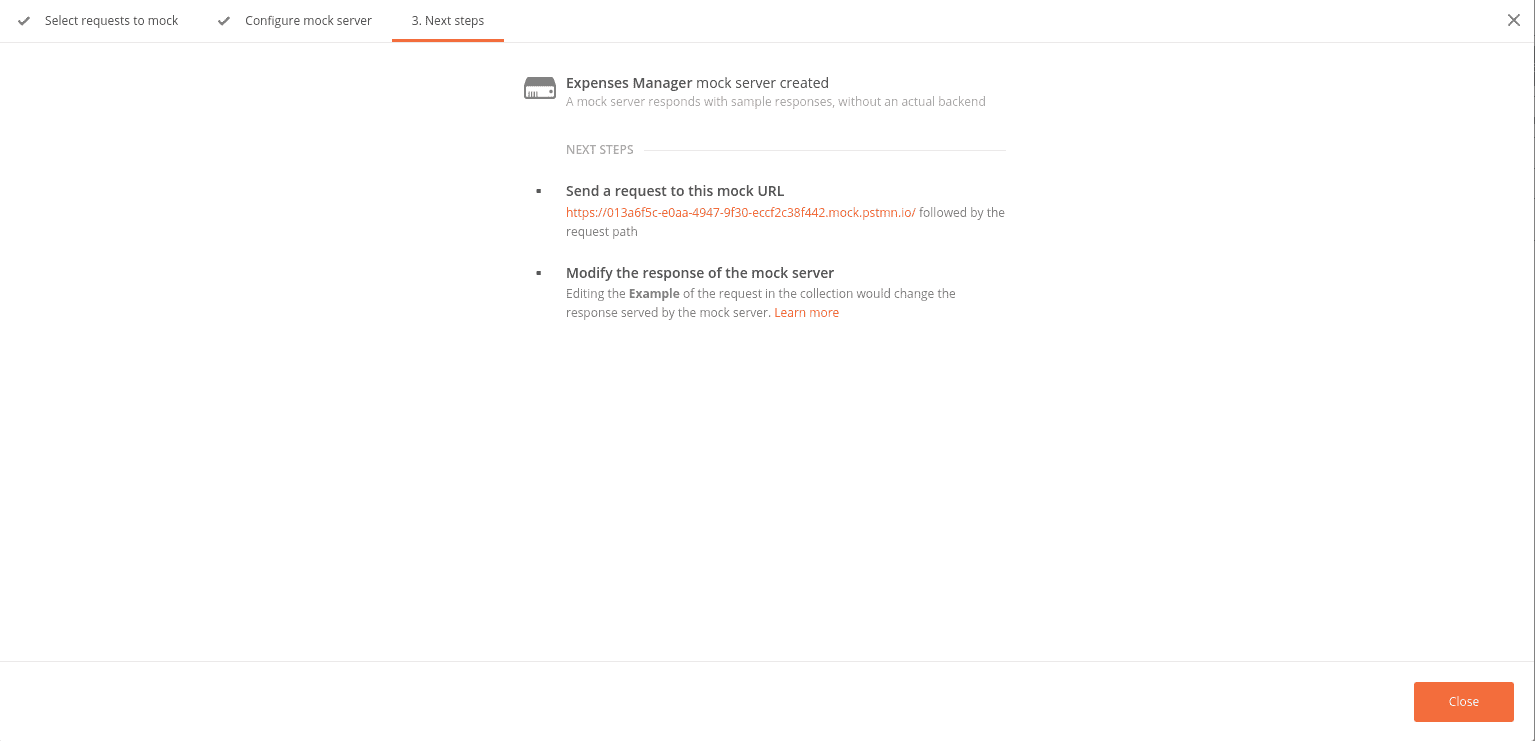 Select requests to mock
Configure mock server
3. Next steps
Expenses Manager mock server created
A mock server responds with sample responses, without an actual backend
NEXT STEPS
Send a request to this mock URL
https://013a6f5c-e0aa-4947-9f30-eccf2c38f442.mock.pstmn.io/ followed by the
request path
Modify the response of the mock server
Editing the Example of the request in the collection would change the
response served by the mock server. Learn more
Close